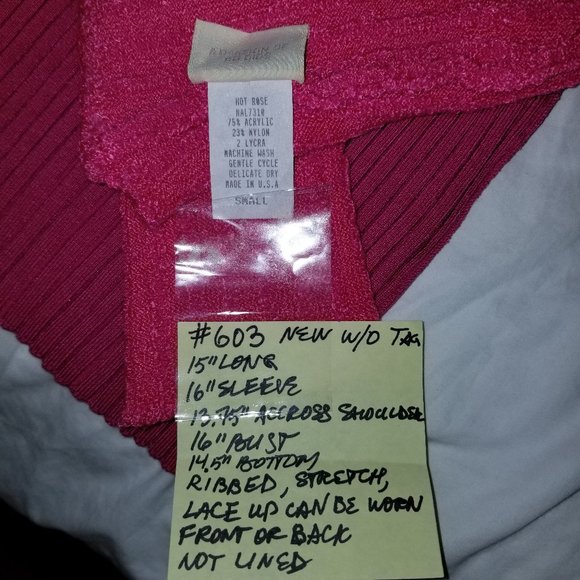 HOT ROSE
75% ACRYLIC
23% NYLON
2 LYCRA
MACHINE WASH
GENTLE CYCLE
DELICATE DRY
MADE IN U.S.A
SMALL
#603 NEW W/O TAG
15" LONG
16" SLEEVE
13.75" ACCROSS SHOULDER
16" BUST
14.5" BOTTOM
RIBBED, STRETCH,
LACE UP CAN BE WORN
FRONT OR BACK
NOT LINED